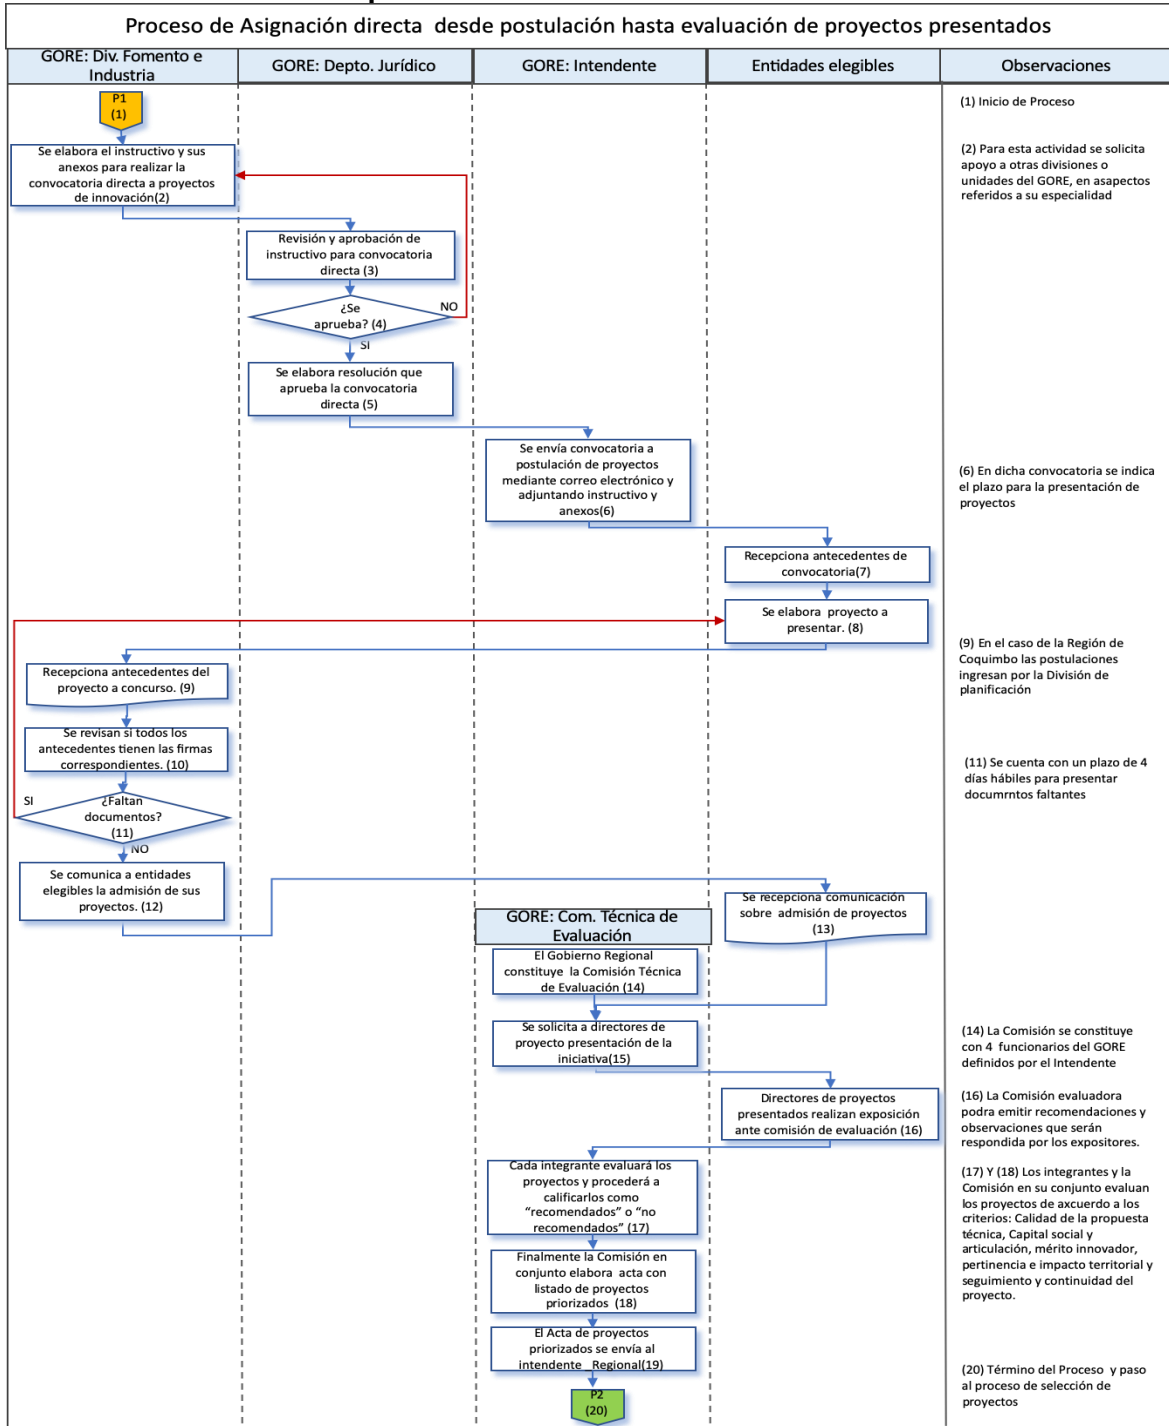 Proceso de Asignación directa  desde postulación hasta evaluación de proyectos presentados
GORE: Div. Fomento e
Industria
GORE: Depto. Jurídico
GORE: Intendente
Entidades elegibles
Observaciones
P1
(1)
(1) Inicio de Proceso
Se elabora el instructivo y sus
anexos para realizar la
convocatoria directa a proyectos
de innovación(2)
(2) Para esta actividad se solicita
apoyo a otras divisiones o
unidades del GORE, en asapectos
referidos a su especialidad
Revisión y aprobación de
instructivo para convocatoria
directa (3)
¿Se
aprueba? (4)
NO
SI
Se elabora resolución que
aprueba la convocatoria
directa (5)
Se envía convocatoria a
postulación de proyectos
mediante correo electrónico y
adjuntando instructivo y
anexos(6)
(6) En dicha convocatoria se indica
el plazo para la presentación de
proyectos
Recepciona antecedentes de
convocatoria(7)
Se elabora  proyecto a
presentar. (8)
Recepciona antecedentes del
proyecto a concurso. (9)
(9) En el caso de la Región de
Coquimbo las postulaciones
ingresan por la División de
planificación
Se revisan si todos los
antecedentes tienen las firmas
correspondientes. (10)
SI
¿Faltan
documentos?
(11)
NO
(11) Se cuenta con un plazo de 4
días hábiles para presentar
documrntos faltantes
Se comunica a entidades
elegibles la admisión de sus
proyectos. (12)
Se recepciona comunicación
sobre  admisión de proyectos
(13)
GORE: Com. Técnica de
Evaluación
El Gobierno Regional
constituye  la Comisión Técnica
de Evaluación (14)
Se solicita a directores de
proyecto presentación de la
iniciativa(15)
(14) La Comisión se constituye
con 4  funcionarios del GORE
definidos por el Intendente
Directores de proyectos
presentados realizan exposición
ante comisión de evaluación (16)
(16) La Comisión evaluadora
podra emitir recomendaciones y
observaciones que serán
respondida por los expositores.
Cada integrante evaluará los
proyectos y procederá a
calificarlos como
“recomendados” o “no
recomendados” (17)
(17) Y (18) Los integrantes y la
Comisión en su conjunto evaluan
los proyectos de axcuerdo a los
criterios: Calidad de la propuesta
técnica, Capital social y
articulación, mérito innovador,
pertinencia e impacto territorial y
seguimiento y continuidad del
proyecto.
Finalmente la Comisión en
conjunto elabora  acta con
listado de proyectos
priorizados  (18)
El Acta de proyectos
priorizados se envía al
intendente _Regional(19)
P2
(20)
(20) Término del Proceso  y paso
al proceso de selección de
proyectos